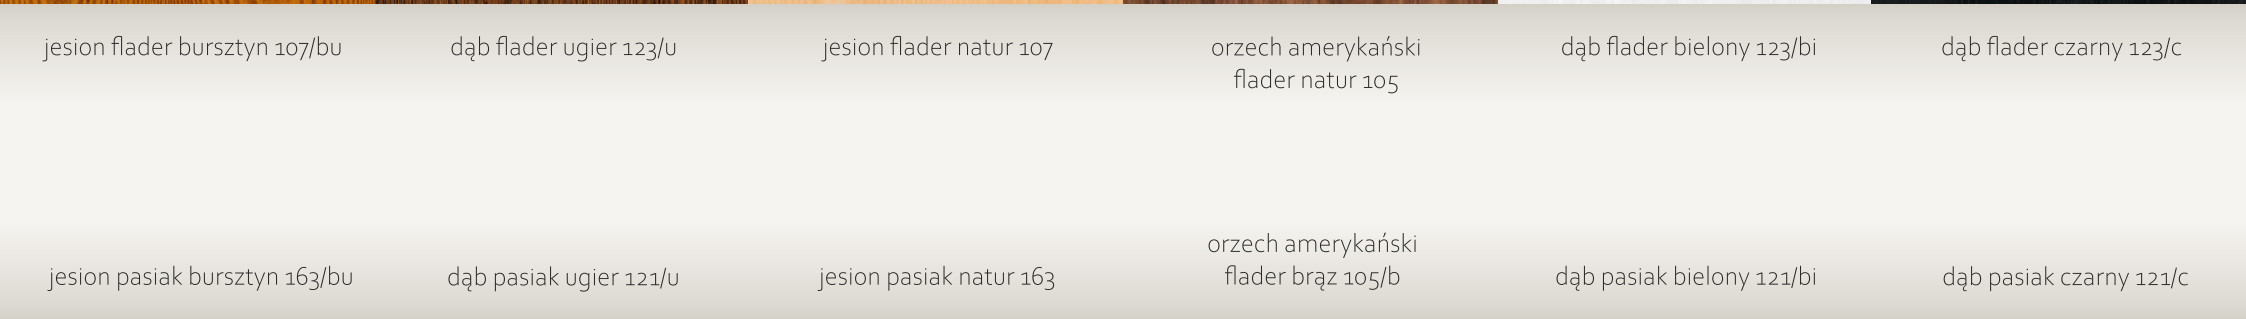 jesion flader bursztyn 107/bu
dąb flader ugier 123/u
jesion flader natur 107
orzech amerykański
flader natur 105
dąb flader bielony 123/bi
dąb flader czarny 123/c
jesion pasiak bursztyn 163/bu
dąb pasiak ugier 121/u
jesion pasiak natur 163
orzech amerykański
flader brąz 105/b
dąb pasiak bielony 121/bi
dąb pasiak czarny 121/c